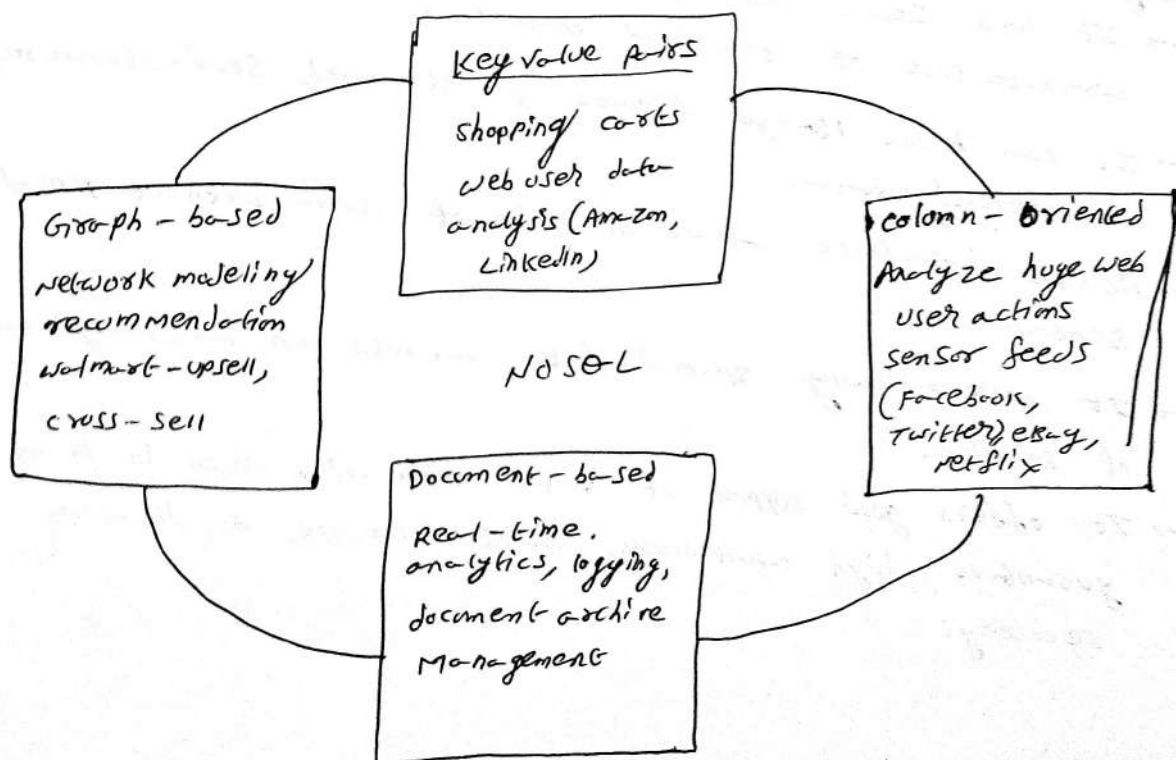 Key value pairs
shopping carts
web user data
analysis (Amazon,
LinkedIn)
Graph-based
Network modeling
recommendation
walmart-upsell,
cross-sell
NOSQL
column-Oriented
Analyze huge web
user actions
sensor feeds
(Facebook,
Twitter), eBay,
netflix
Document-based
Real-time.
analytics, logging,
document archive
Management